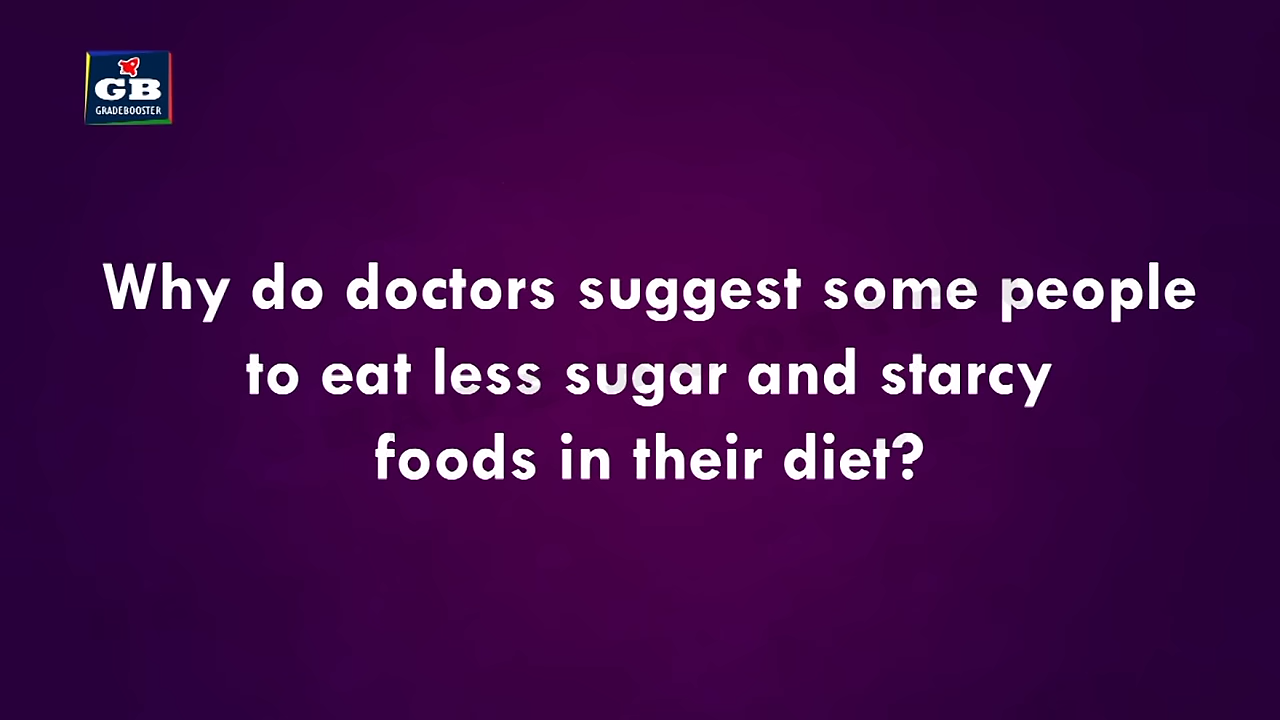 GB
GRADEBOOSTER
Why do doctors suggest some people
to eat less sugar and starcy
foods in their diet?